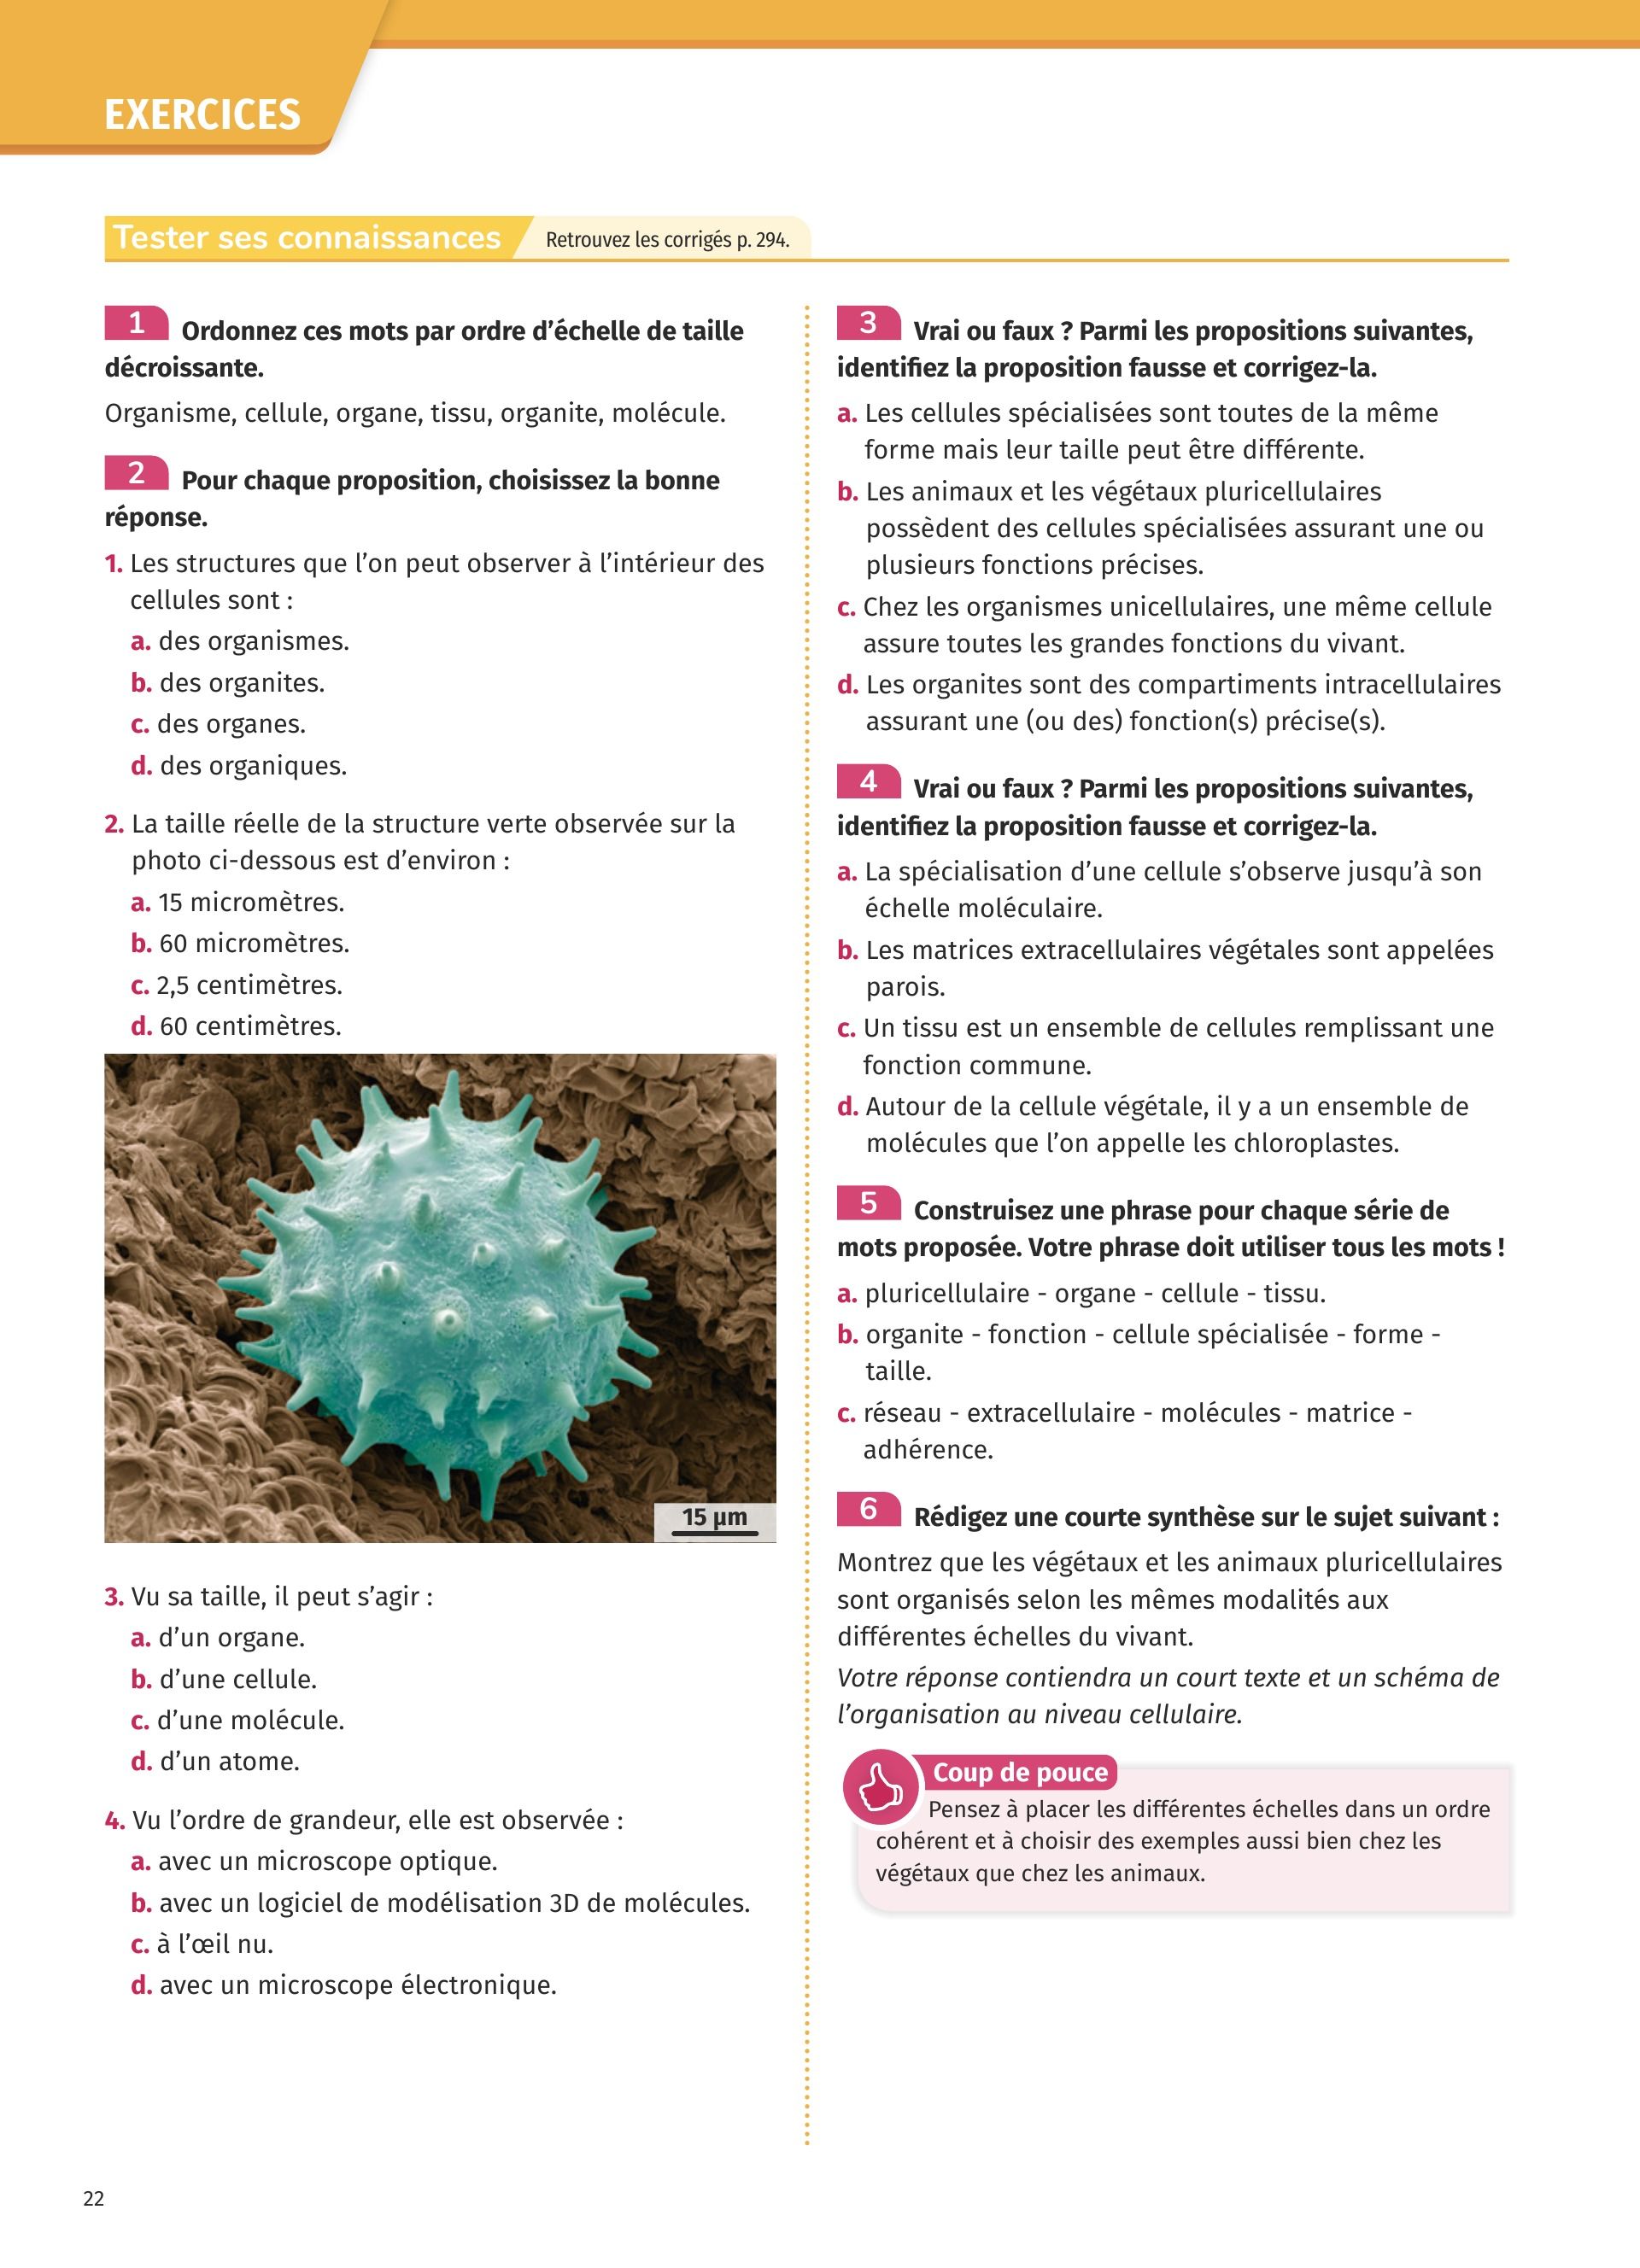 EXERCICES
Tester ses connaissances
Retrouvez les corrigés p. 294.
1 Ordonnez ces mots par ordre d’échelle de taille
décroissante.
Organisme, cellule, organe, tissu, organite, molécule.
2 Pour chaque proposition, choisissez la bonne
réponse.
1. Les structures que l’on peut observer à l’intérieur des
cellules sont :
a. des organismes.
b. des organites.
c. des organes.
d. des organiques.
2. La taille réelle de la structure verte observée sur la
photo ci-dessous est d’environ :
a. 15 micromètres.
b. 60 micromètres.
c. 2,5 centimètres.
d. 60 centimètres.
15 µm
3. Vu sa taille, il peut s’agir :
a. d’un organe.
b. d’une cellule.
c. d’une molécule.
d. d’un atome.
4. Vu l’ordre de grandeur, elle est observée :
a. avec un microscope optique.
b. avec un logiciel de modélisation 3D de molécules.
c. à l’œil nu.
d. avec un microscope électronique.
3 Vrai ou faux ? Parmi les propositions suivantes,
identifiez la proposition fausse et corrigez-la.
a. Les cellules spécialisées sont toutes de la même
forme mais leur taille peut être différente.
b. Les animaux et les végétaux pluricellulaires
possèdent des cellules spécialisées assurant une ou
plusieurs fonctions précises.
c. Chez les organismes unicellulaires, une même cellule
assure toutes les grandes fonctions du vivant.
d. Les organites sont des compartiments intracellulaires
assurant une (ou des) fonction(s) précise(s).
4 Vrai ou faux ? Parmi les propositions suivantes,
identifiez la proposition fausse et corrigez-la.
a. La spécialisation d’une cellule s’observe jusqu’à son
échelle moléculaire.
b. Les matrices extracellulaires végétales sont appelées
parois.
c. Un tissu est un ensemble de cellules remplissant une
fonction commune.
d. Autour de la cellule végétale, il y a un ensemble de
molécules que l’on appelle les chloroplastes.
5 Construisez une phrase pour chaque série de
mots proposée. Votre phrase doit utiliser tous les mots !
a. pluricellulaire - organe - cellule - tissu.
b. organite - fonction - cellule spécialisée - forme -
taille.
c. réseau - extracellulaire - molécules - matrice -
adhérence.
6 Rédigez une courte synthèse sur le sujet suivant :
Montrez que les végétaux et les animaux pluricellulaires
sont organisés selon les mêmes modalités aux
différentes échelles du vivant.
Votre réponse contiendra un court texte et un schéma de
l’organisation au niveau cellulaire.
Coup de pouce
Pensez à placer les différentes échelles dans un ordre
cohérent et à choisir des exemples aussi bien chez les
végétaux que chez les animaux.
22